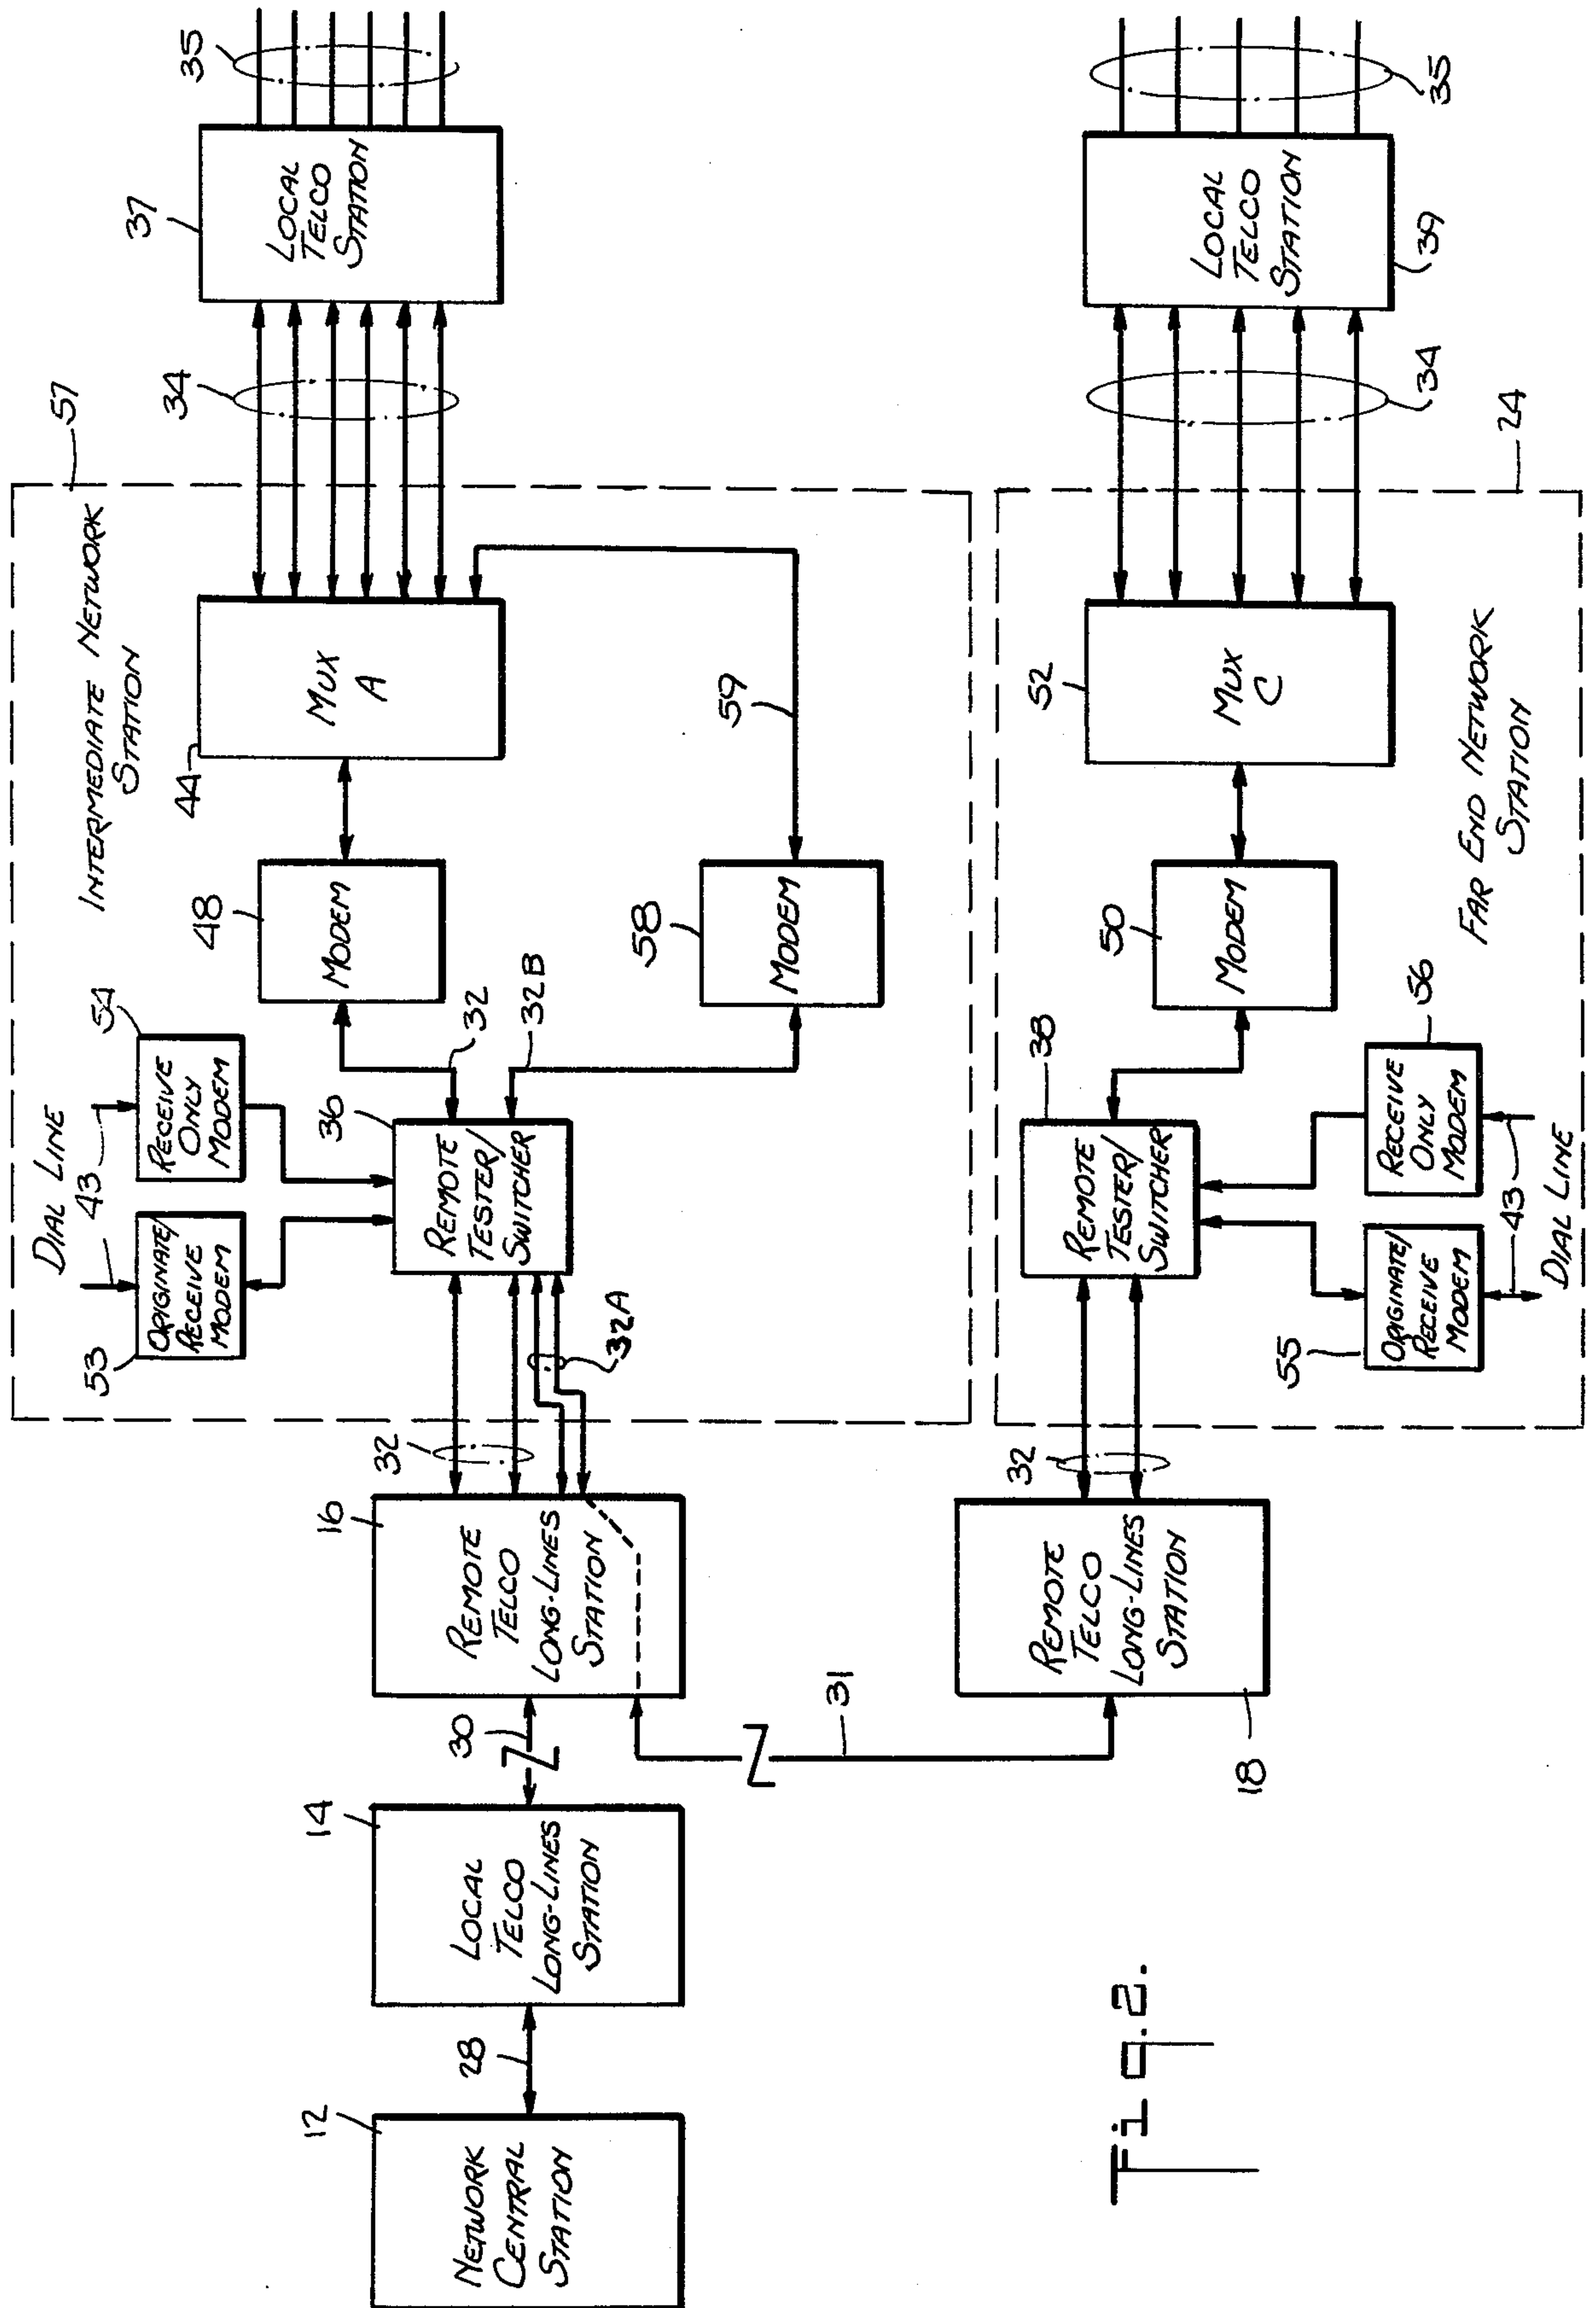 57
INTERMEDIATE NETWORK
STATION
DIAL LINE
43
53
ORIGINATE/
RECEIVE
MODEM
54
RECEIVE
ONLY
MODEM
36
REMOTE
TESTER/
SWITCHER
32
32B
48
MODEM
44
MUX
A
34
37
LOCAL
TELCO
STATION
35
58
MODEM
59
12
NETWORK
CENTRAL
STATION
28
14
LOCAL
TELCO
LONG-LINES
STATION
30
16
REMOTE
TELCO
LONG-LINES
STATION
32
32A
31
18
REMOTE
TELCO
LONG-LINES
STATION
32
38
REMOTE
TESTER/
SWITCHER
55
ORIGINATE/
RECEIVE
MODEM
56
RECEIVE
ONLY
MODEM
43
DIAL LINE
50
MODEM
52
MUX
C
FAR END NETWORK
STATION
24
34
LOCAL
TELCO
STATION
39
35
Fig.2.